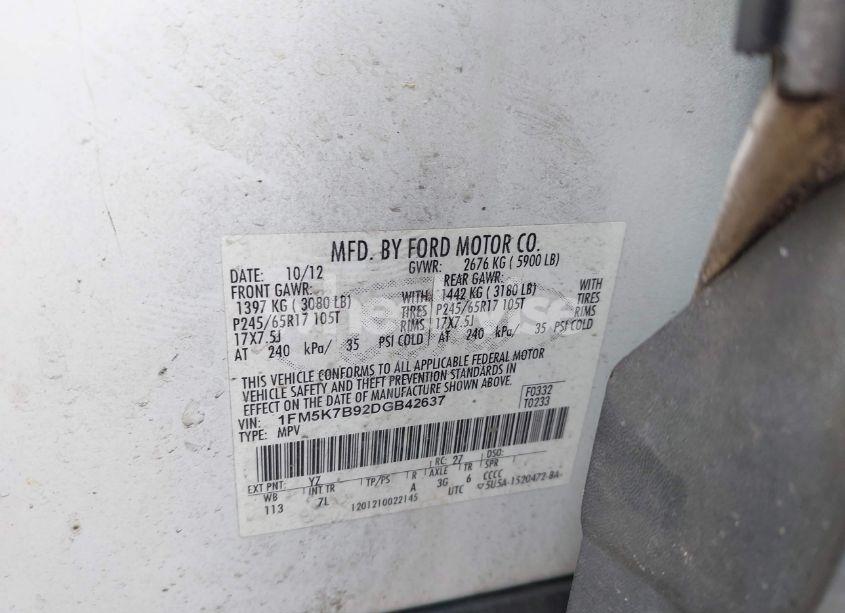 MFD. BY FORD MOTOR CO.
DATE: 10/12 GVWR: 2676 KG ( 5900 LB)
FRONT GAWR: REAR GAWR:
1397 KG ( 3080 LB) WITH 1442 KG ( 3180 LB) WITH
P245/65R17 105T TIRES P245/65R17 105T TIRES
17X7.5J RIMS 17X7.5J RIMS
AT 240 kPa/ 35 PSI COLD AT 240 kPa/ 35 PSI COLD
THIS VEHICLE CONFORMS TO ALL APPLICABLE FEDERAL MOTOR
VEHICLE SAFETY AND THEFT PREVENTION STANDARDS IN
EFFECT ON THE DATE OF MANUFACTURE SHOWN ABOVE.
VIN: 1FM5K7B92DGB42637 F0332
TYPE: MPV T0233
EXT PNT: YZ RC: 27 DSO:
WB INT TR TP/PS R AXLE TR SPR
113 7L A 3G 6 CCCC
1201210022145 UTC 5U5A-1520472-BA